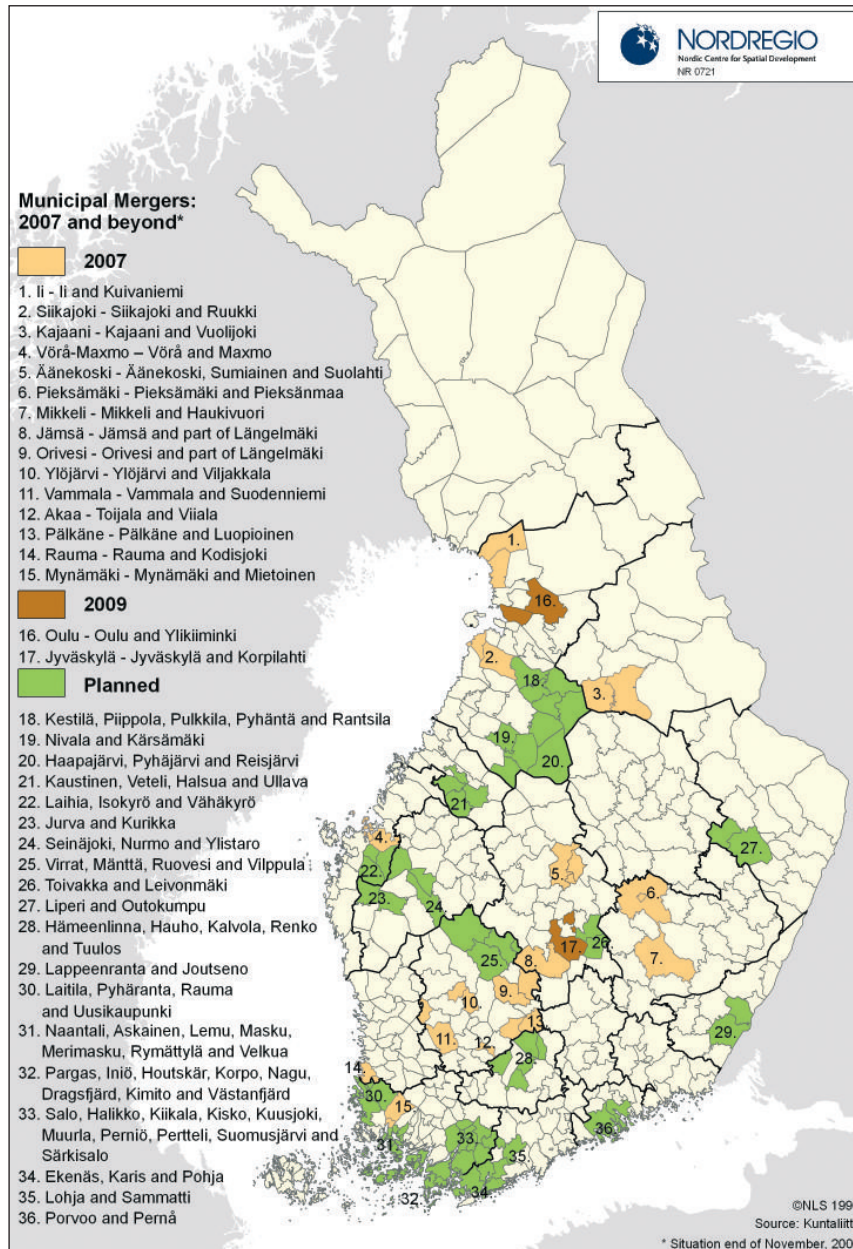 NORDREGIO
Nordic Centre for Spatial Development
NR 0721
Municipal Mergers:
2007 and beyond*
2007
1. Ii - Ii and Kuivaniemi
2. Siikajoki - Siikajoki and Ruukki
3. Kajaani - Kajaani and Vuolijoki
4. Vörå-Maxmo – Vörå and Maxmo
5. Äänekoski - Äänekoski, Sumiainen and Suolahti
6. Pieksämäki - Pieksämäki and Pieksänmaa
7. Mikkeli - Mikkeli and Haukivuori
8. Jämsä - Jämsä and part of Längelmäki
9. Orivesi - Orivesi and part of Längelmäki
10. Ylöjärvi - Ylöjärvi and Viljakkala
11. Vammala - Vammala and Suodenniemi
12. Akaa - Toijala and Viiala
13. Pälkäne - Pälkäne and Luopioinen
14. Rauma - Rauma and Kodisjoki
15. Mynämäki - Mynämäki and Mietoinen
2009
16. Oulu - Oulu and Ylikiiminki
17. Jyväskylä - Jyväskylä and Korpilahti
Planned
18. Kestilä, Piippola, Pulkkila, Pyhäntä and Rantsila
19. Nivala and Kärsämäki
20. Haapajärvi, Pyhäjärvi and Reisjärvi
21. Kaustinen, Veteli, Halsua and Ullava
22. Laihia, Isokyrö and Vähäkyrö
23. Jurva and Kurikka
24. Seinäjoki, Nurmo and Ylistaro
25. Virrat, Mänttä, Ruovesi and Vilppula
26. Toivakka and Leivonmäki
27. Liperi and Outokumpu
28. Hämeenlinna, Hauho, Kalvola, Renko
and Tuulos
29. Lappeenranta and Joutseno
30. Laitila, Pyhäranta, Rauma
and Uusikaupunki
31. Naantali, Askainen, Lemu, Masku,
Merimasku, Rymättylä and Velkua
32. Pargas, Iniö, Houtskär, Korpo, Nagu,
Dragsfjärd, Kimito and Västanfjärd
33. Salo, Halikko, Kiikala, Kisko, Kuusjoki,
Muurla, Perniö, Pertteli, Suomusjärvi and
Särkisalo
34. Ekenäs, Karis and Pohja
35. Lohja and Sammatti
36. Porvoo and Pernå
1.
16.
2.
18.
3.
19.
20.
21.
4.
22.
5.
27.
23.
24.
6.
25.
17.
26.
8.
7.
9.
10.
13.
11.
12.
28.
29.
14.
30.
15.
33.
36.
31.
35.
32.
34.
©NLS 199
Source: Kuntaliitt
* Situation end of November, 200